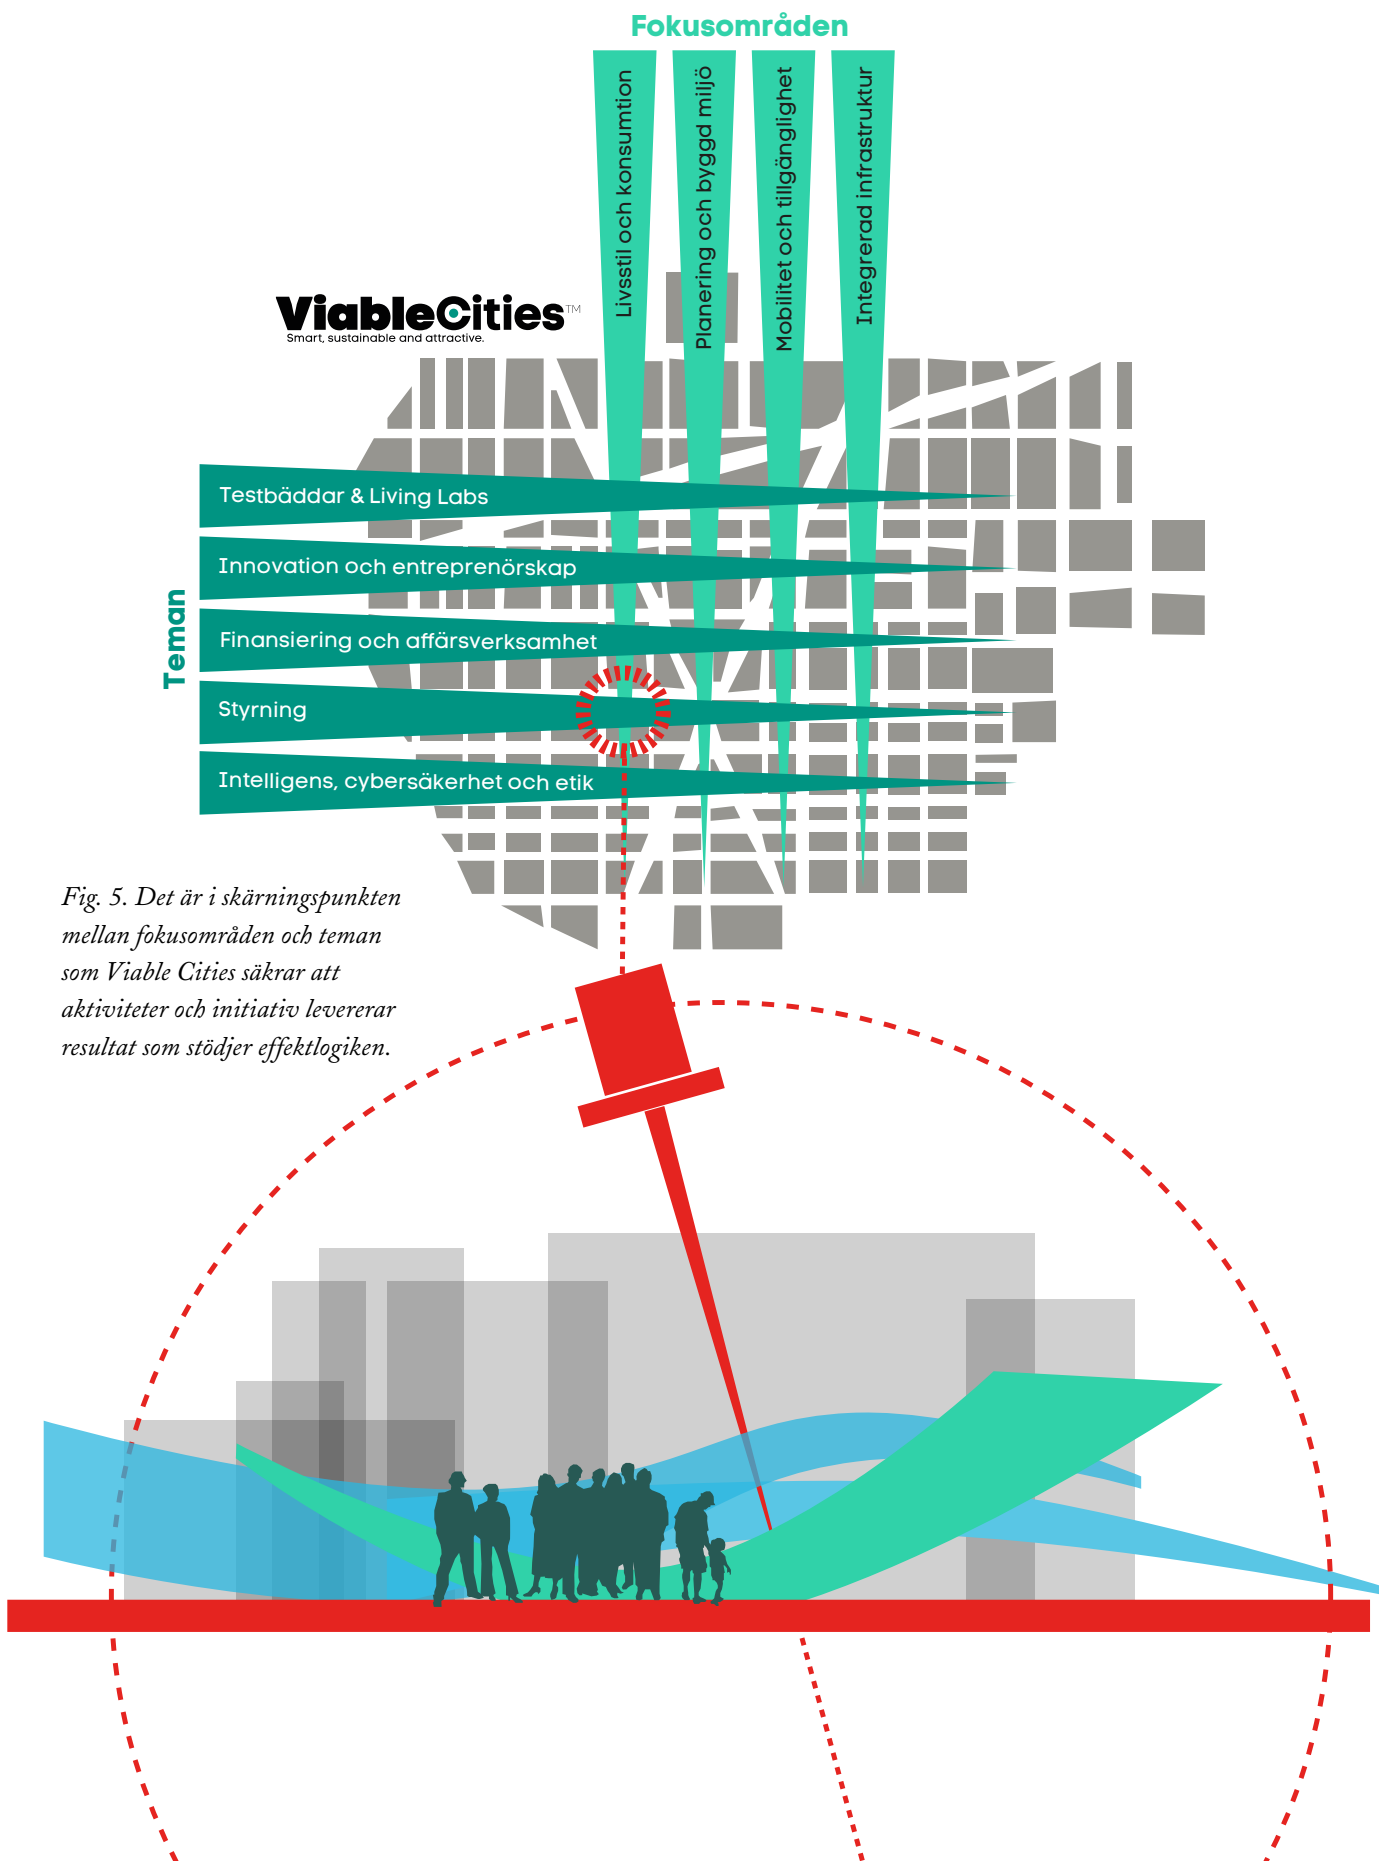 Fokusområden
Livsstil och konsumtion
Planering och byggd miljö
Mobilitet och tillgänglighet
Integrerad infrastruktur
ViableCities™
Smart, sustainable and attractive.
Teman
Testbäddar & Living Labs
Innovation och entreprenörskap
Finansiering och affärsverksamhet
Styrning
Intelligens, cybersäkerhet och etik
Fig. 5. Det är i skärningspunkten
mellan fokusområden och teman
som Viable Cities säkrar att
aktiviteter och initiativ levererar
resultat som stödjer effektlogiken.